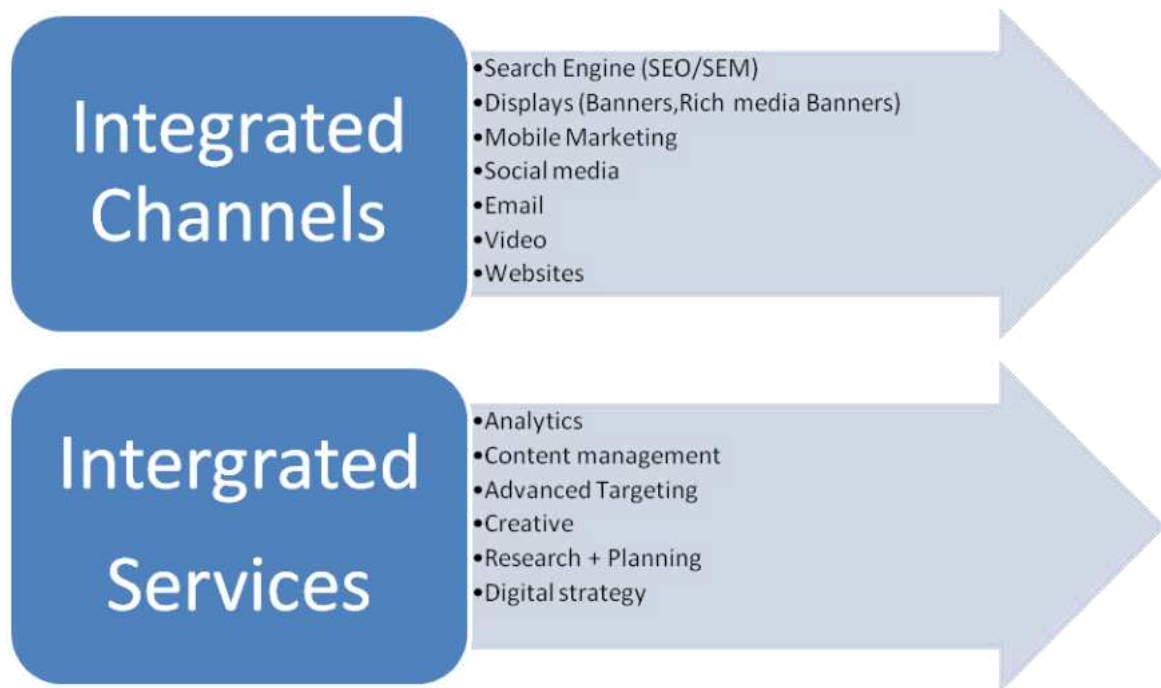 Integrated
Channels
•Search Engine (SEO/SEM)
•Displays (Banners,Rich media Banners)
•Mobile Marketing
•Social media
•Email
•Video
•Websites
Intergrated
Services
•Analytics
•Content management
•Advanced Targeting
•Creative
•Research + Planning
•Digital strategy